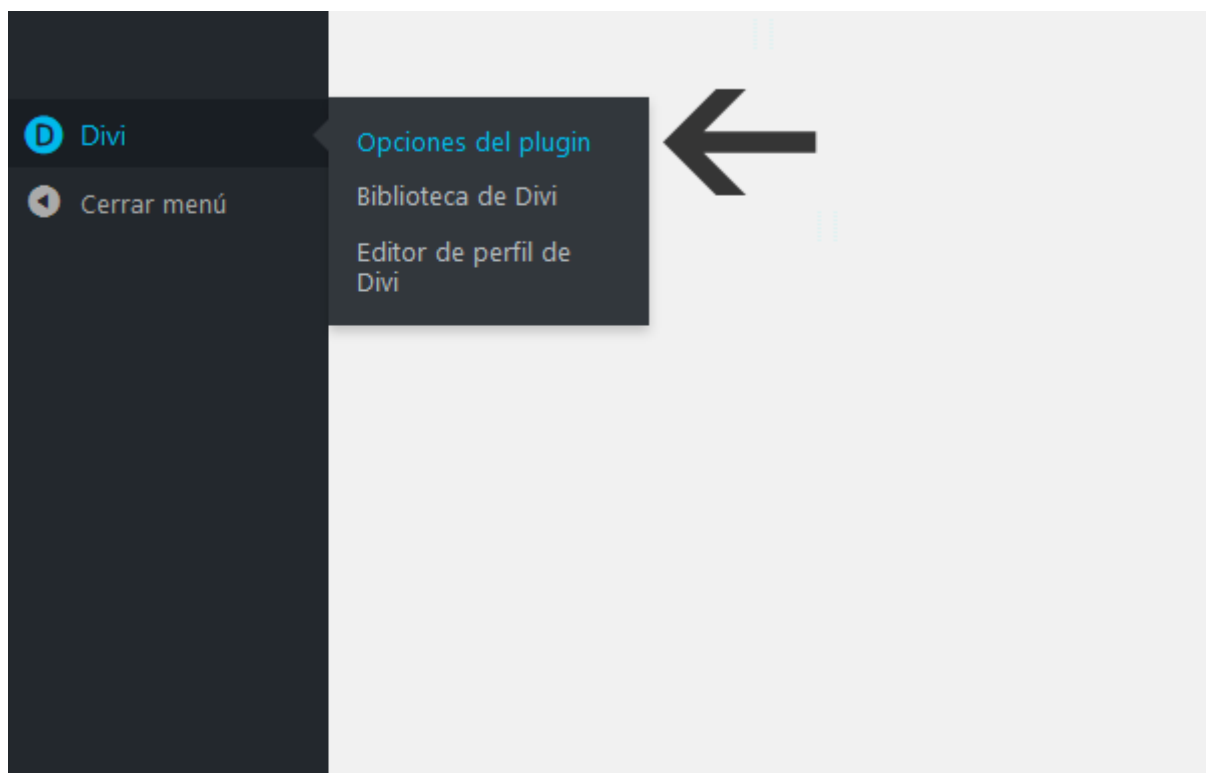 D Divi
Cerrar menú
Opciones del plugin
Biblioteca de Divi
Editor de perfil de
Divi